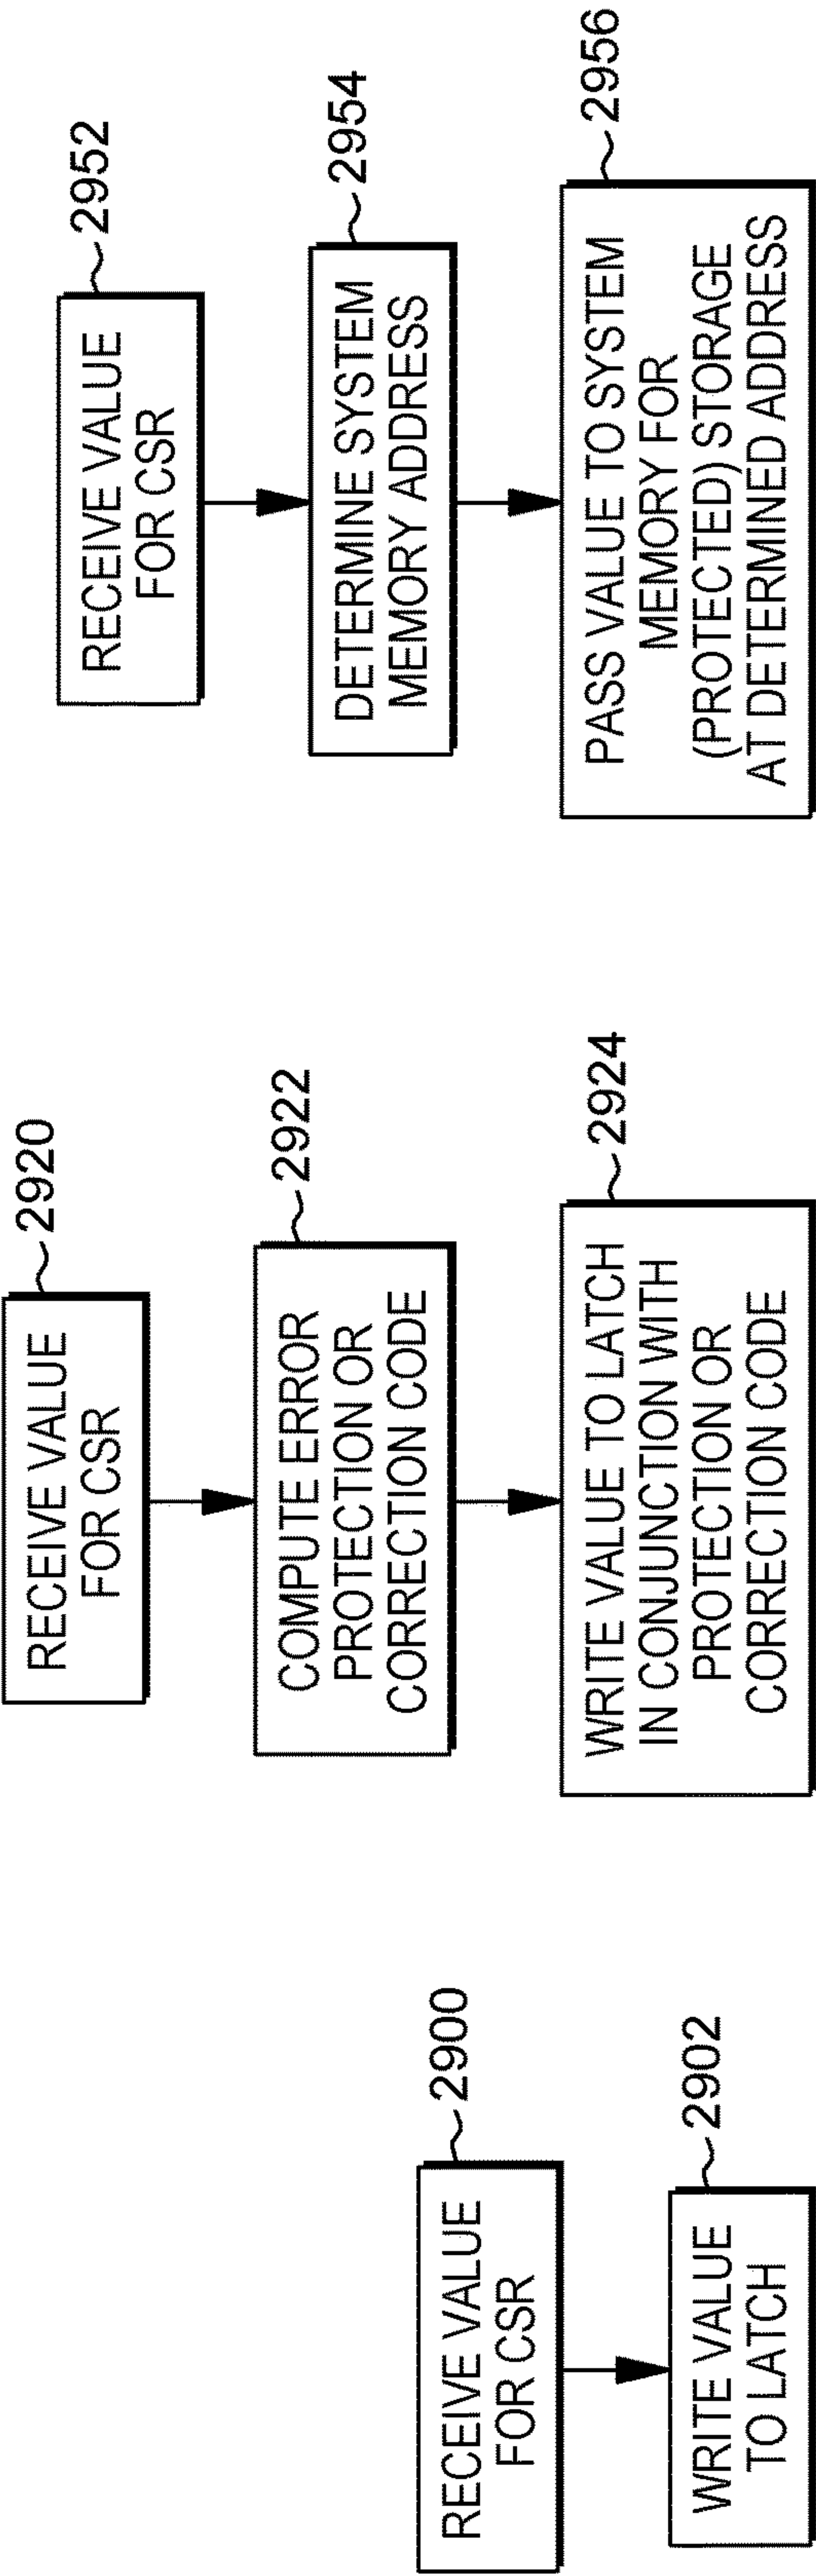 2900
RECEIVE VALUE
FOR CSR
2902
WRITE VALUE
TO LATCH
2920
RECEIVE VALUE
FOR CSR
2922
COMPUTE ERROR
PROTECTION OR
CORRECTION CODE
2924
WRITE VALUE TO LATCH
IN CONJUNCTION WITH
PROTECTION OR
CORRECTION CODE
2952
RECEIVE VALUE
FOR CSR
2954
DETERMINE SYSTEM
MEMORY ADDRESS
2956
PASS VALUE TO SYSTEM
MEMORY FOR
(PROTECTED) STORAGE
AT DETERMINED ADDRESS